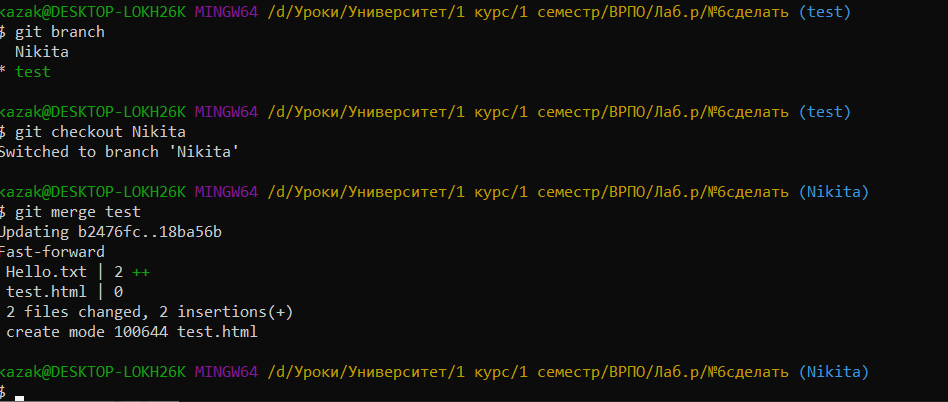 kazak@DESKTOP-LOKH26K MINGW64 /d/Уроки/Университет/1 курс/1 семестр/ВРПО/Лаб.р/№6сделать (test)
$ git branch
  Nikita
* test
kazak@DESKTOP-LOKH26K MINGW64 /d/Уроки/Университет/1 курс/1 семестр/ВРПО/Лаб.р/№6сделать (test)
$ git checkout Nikita
Switched to branch 'Nikita'
kazak@DESKTOP-LOKH26K MINGW64 /d/Уроки/Университет/1 курс/1 семестр/ВРПО/Лаб.р/№6сделать (Nikita)
$ git merge test
Updating b2476fc..18ba56b
Fast-forward
 Hello.txt | 2 ++
 test.html | 0
 2 files changed, 2 insertions(+)
 create mode 100644 test.html
kazak@DESKTOP-LOKH26K MINGW64 /d/Уроки/Университет/1 курс/1 семестр/ВРПО/Лаб.р/№6сделать (Nikita)
$